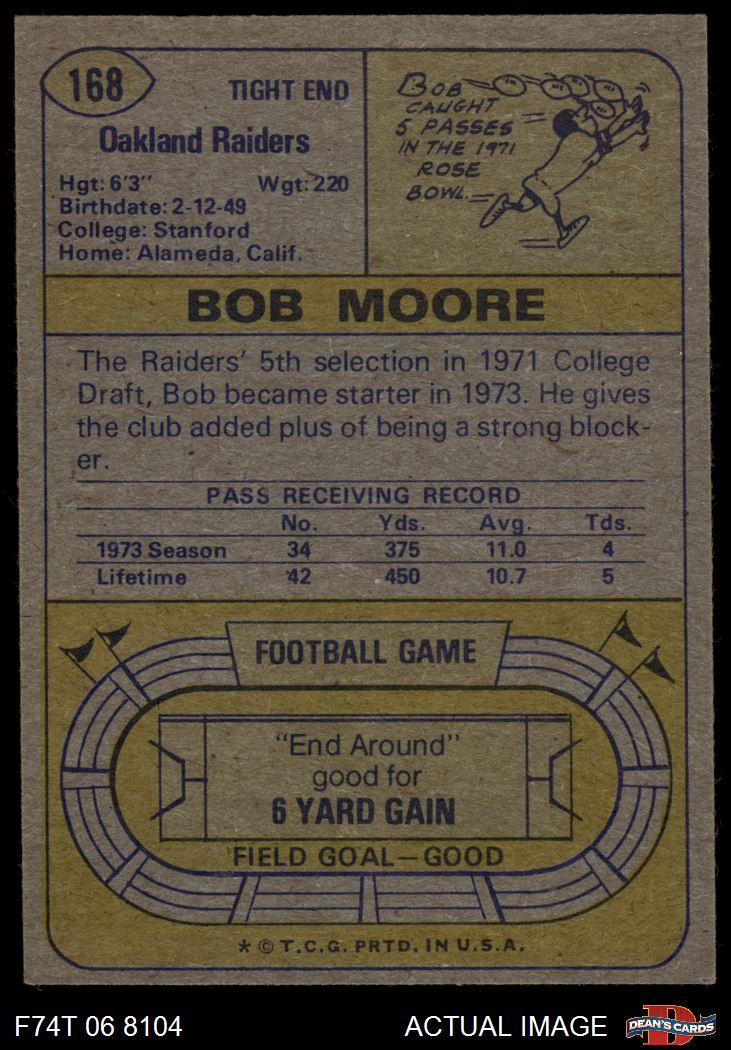 168
TIGHT END
Oakland Raiders
Hgt: 6'3" Wgt: 220
Birthdate: 2-12-49
College: Stanford
Home: Alameda, Calif.
BOB
CAUGHT
5 PASSES
IN THE 1971
ROSE
BOWL
BOB MOORE
The Raiders' 5th selection in 1971 College
Draft, Bob became starter in 1973. He gives
the club added plus of being a strong block-
er.
PASS RECEIVING RECORD
No. Yds. Avg. Tds.
1973 Season 34 375 11.0 4
Lifetime 42 450 10.7 5
FOOTBALL GAME
"End Around"
good for
6 YARD GAIN
FIELD GOAL—GOOD
* © T.C.G. PRTD. IN U.S.A.
F74T 06 8104 ACTUAL IMAGE
DEAN'S CARDS